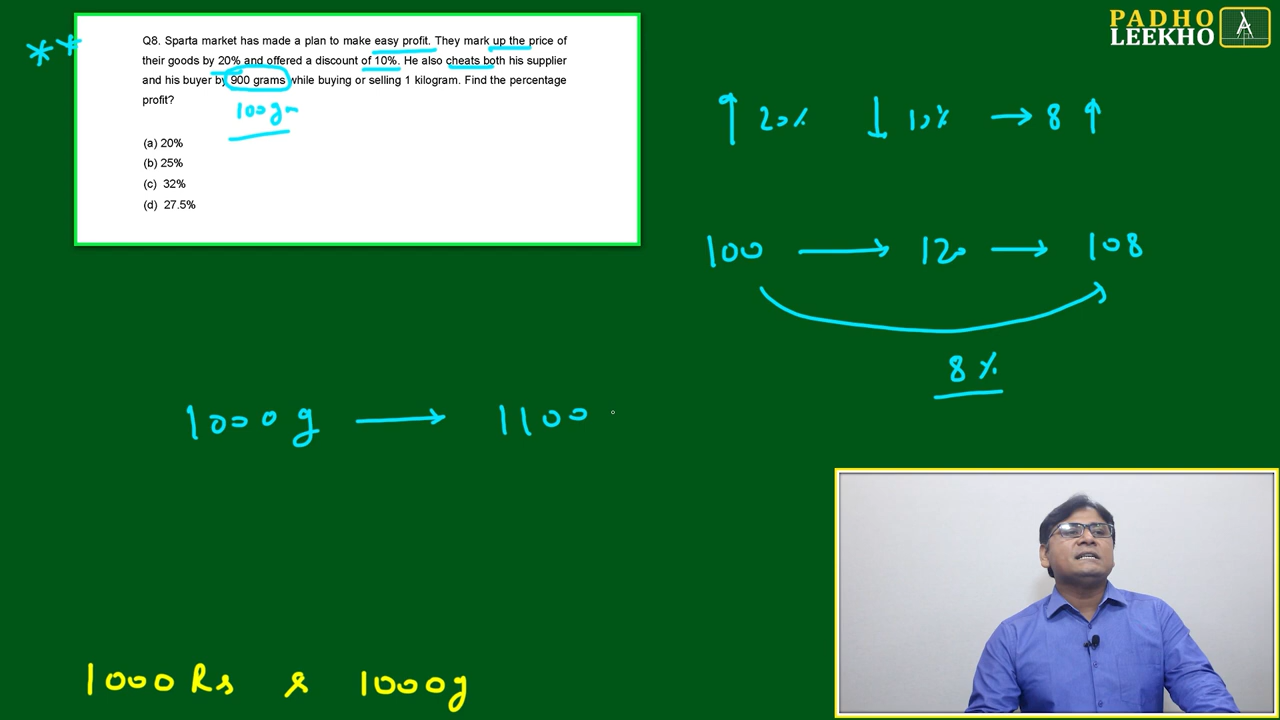 PADHO
LEEKHO
Q8. Sparta market has made a plan to make easy profit. They mark up the price of
their goods by 20% and offered a discount of 10%. He also cheats both his supplier
and his buyer by 900 grams while buying or selling 1 kilogram. Find the percentage
profit?
100gm
(a) 20%
(b) 25%
(c) 32%
(d) 27.5%
↑ 20% ↓ 10% → 8 ↑
100 → 120 → 108
8 %
1000 g → 1100
1000 Rs & 1000g